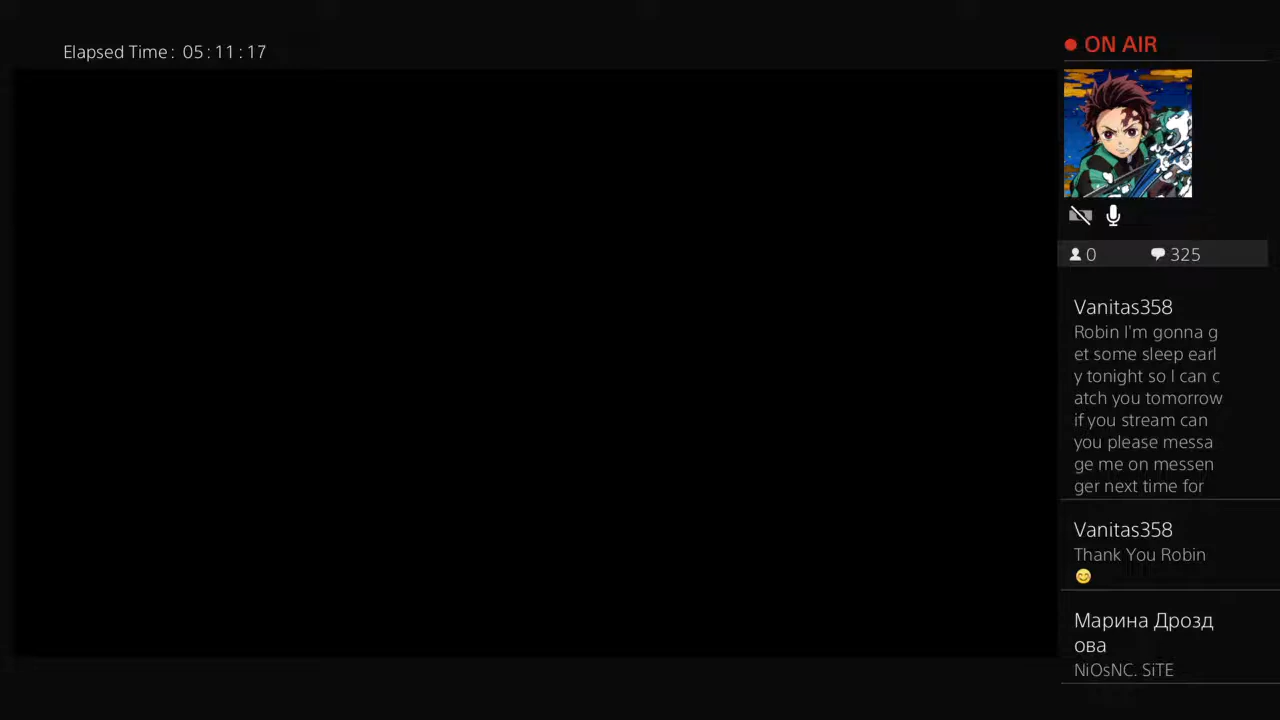 Elapsed Time: 05:11:17
ON AIR
0 325
Vanitas358
Robin I'm gonna g
et some sleep earl
y tonight so I can c
atch you tomorrow
if you stream can
you please messa
ge me on messen
ger next time for
Vanitas358
Thank You Robin
😊
Марина Дрозд
ова
NiOsNC. SiTE